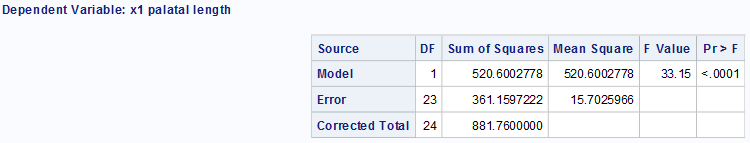 Dependent Variable: x1 palatal length
Source DF Sum of Squares Mean Square F Value Pr > F
Model 1 520.6002778 520.6002778 33.15 <.0001
Error 23 361.1597222 15.7025966
Corrected Total 24 881.7600000